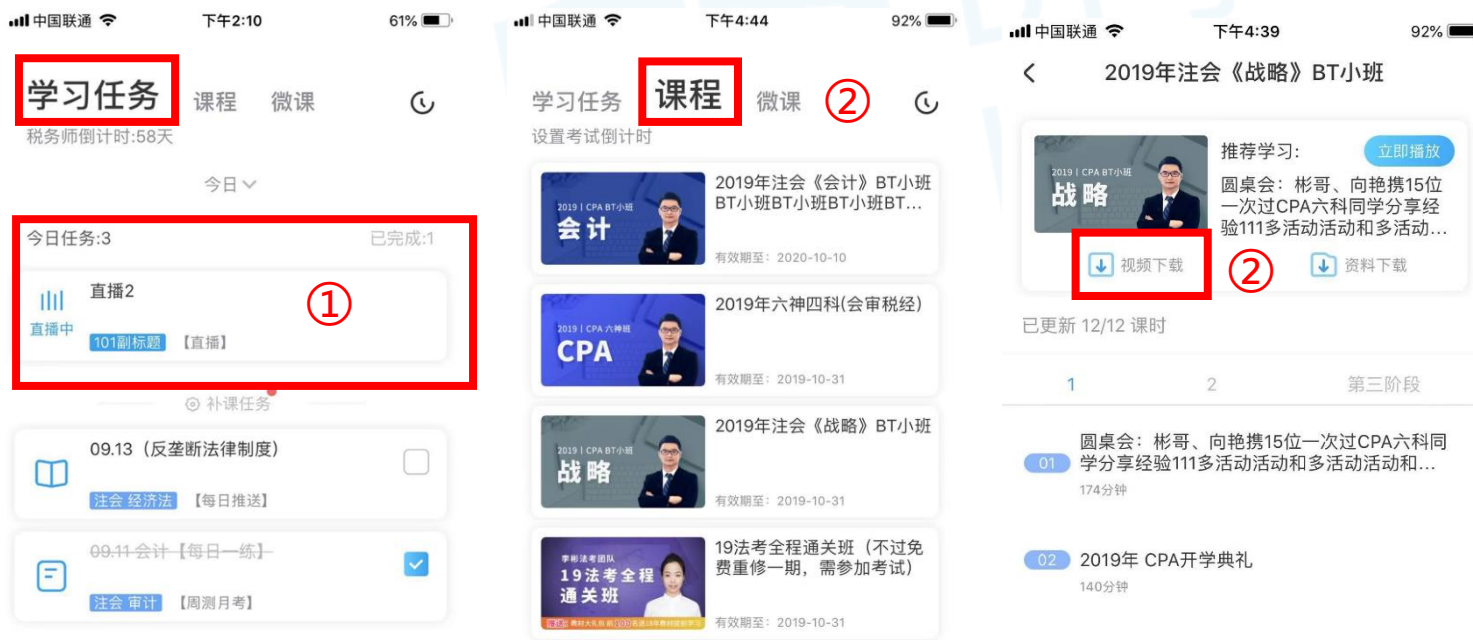 中国联通 下午2:10 61%
学习任务 课程 微课
税务师倒计时:58天
今日
今日任务:3 已完成:1
直播2
直播中
101副标题 【直播】
①
补课任务
09.13（反垄断法律制度）
注会 经济法 【每日推送】
09.11 会计【每日一练】
注会 审计 【周测月考】
中国联通 下午4:44 92%
学习任务 课程 微课 ②
设置考试倒计时
2019 | CPA BT小班
会计
2019年注会《会计》BT小班
BT小班BT小班BT小班BT...
有效期至：2020-10-10
2019 | CPA 六神班
CPA
2019年六神四科(会审税经)
有效期至：2019-10-31
2019 | CPA BT小班
战略
2019年注会《战略》BT小班
有效期至：2019-10-31
李彬法考团队
19法考全程
通关班
19法考全程通关班（不过免
费重修一期，需参加考试）
有效期至：2019-10-31
中国联通 下午4:39 92%
2019年注会《战略》BT小班
2019 | CPA BT小班
战略
推荐学习: 立即播放
圆桌会：彬哥、向艳携15位
一次过CPA六科同学分享经
验111多活动活动和多活动...
视频下载 ② 资料下载
已更新 12/12 课时
1 2 第三阶段
01 圆桌会：彬哥、向艳携15位一次过CPA六科同
学分享经验111多活动活动和多活动活动和...
174分钟
02 2019年 CPA开学典礼
140分钟